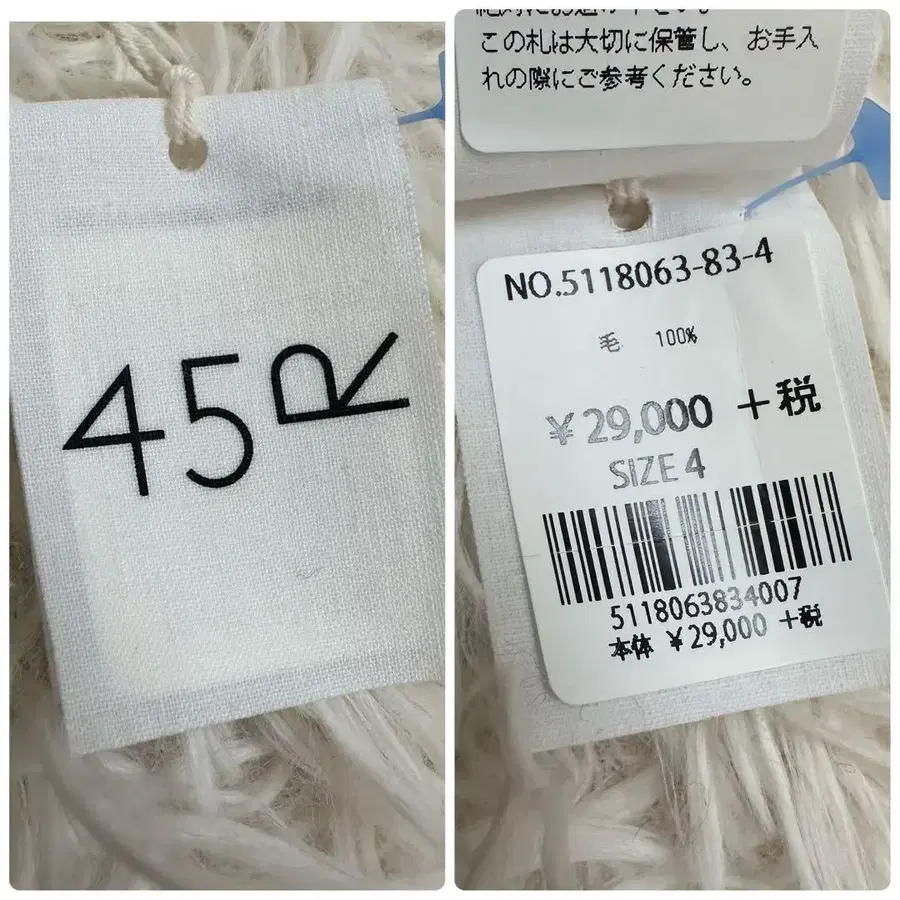 45R
この札は大切に保管し、お手入
れの際にご参考ください。
NO.5118063-83-4
毛 100%
¥29,000 +税
SIZE 4
5118063834007
本体 ¥29,000 +税